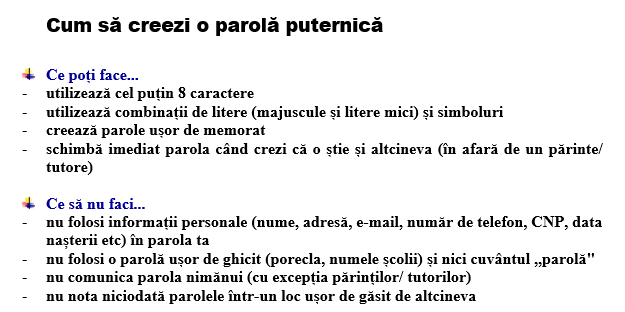 Cum să creezi o parolă puternică
Ce poți face...
- utilizează cel puțin 8 caractere
- utilizează combinații de litere (majuscule și litere mici) și simboluri
- creează parole ușor de memorat
- schimbă imediat parola când crezi că o știe și altcineva (în afară de un părinte/
tutore)
Ce să nu faci...
- nu folosi informații personale (nume, adresă, e-mail, număr de telefon, CNP, data
nașterii etc) în parola ta
- nu folosi o parolă ușor de ghicit (porecla, numele școlii) și nici cuvântul „parolă"
- nu comunica parola nimănui (cu excepția părinților/ tutorilor)
- nu nota niciodată parolele într-un loc ușor de găsit de altcineva